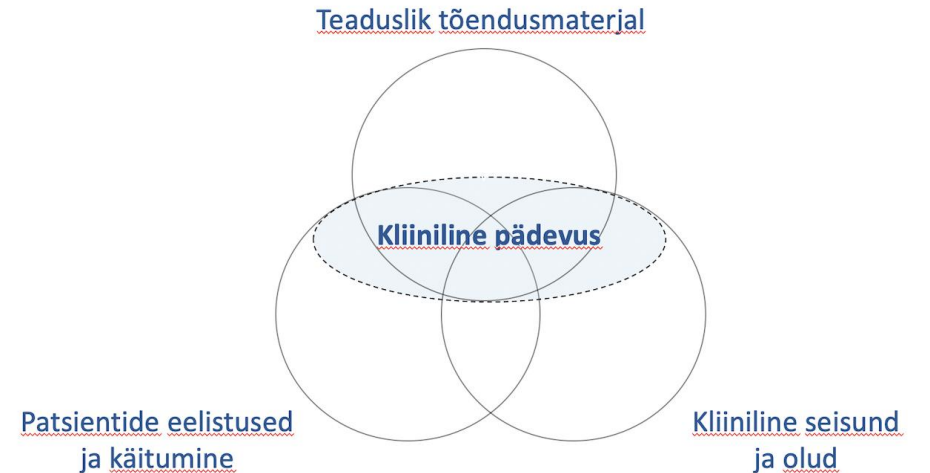 Teaduslik tõendusmaterjal
Kliiniline pädevus
Patsientide eelistused
ja käitumine
Kliiniline seisund
ja olud